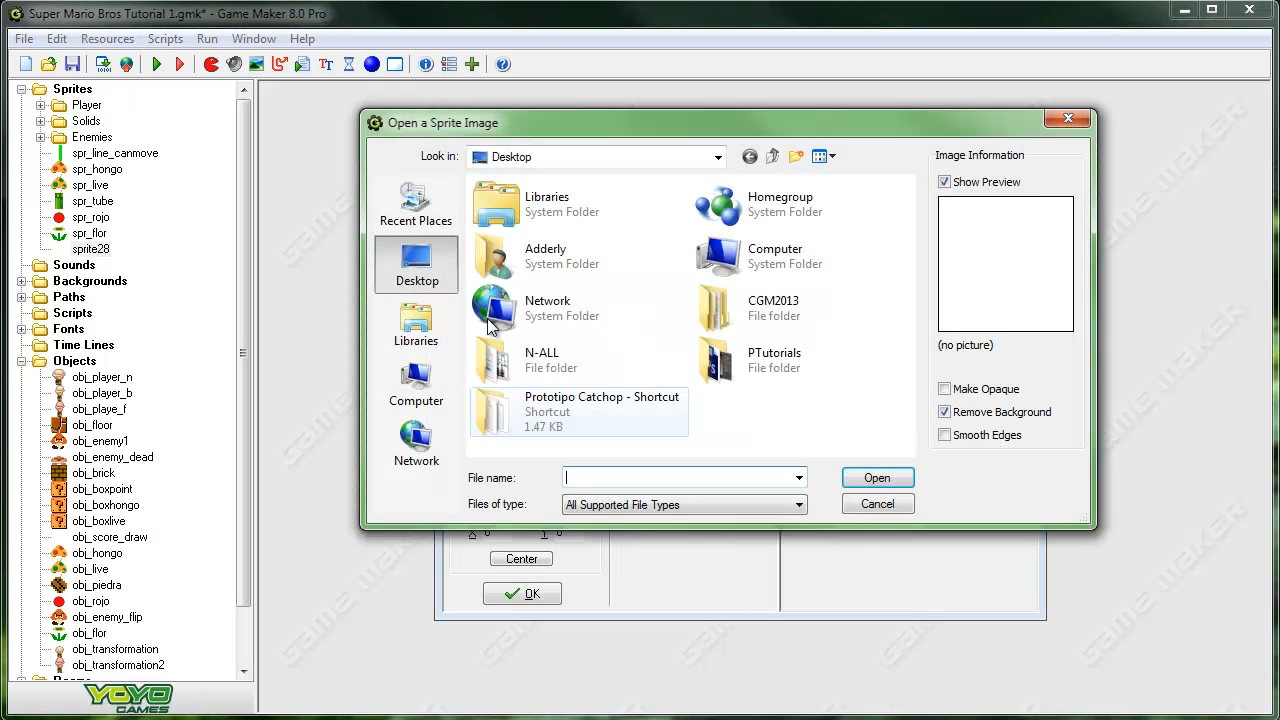 Super Mario Bros Tutorial 1.gmk* - Game Maker 8.0 Pro
File Edit Resources Scripts Run Window Help
Sprites
Player
Solids
Enemies
spr_line_canmove
spr_hongo
spr_live
spr_tube
spr_rojo
spr_flor
sprite28
Sounds
Backgrounds
Paths
Scripts
Fonts
Time Lines
Objects
obj_player_n
obj_player_b
obj_playe_f
obj_floor
obj_enemy1
obj_enemy_dead
obj_brick
obj_boxpoint
obj_boxhongo
obj_boxlive
obj_score_draw
obj_hongo
obj_live
obj_piedra
obj_rojo
obj_enemy_flip
obj_flor
obj_transformation
obj_transformation2
YOYO
GAMES
Open a Sprite Image
Look in: Desktop
Recent Places
Desktop
Libraries
Computer
Network
Libraries
System Folder
Homegroup
System Folder
Adderly
System Folder
Computer
System Folder
Network
System Folder
CGM2013
File folder
N-ALL
File folder
PTutorials
File folder
Prototipo Catchop - Shortcut
Shortcut
1.47 KB
File name:
Open
Files of type: All Supported File Types
Cancel
Image Information
Show Preview
(no picture)
Make Opaque
Remove Background
Smooth Edges
Center
OK